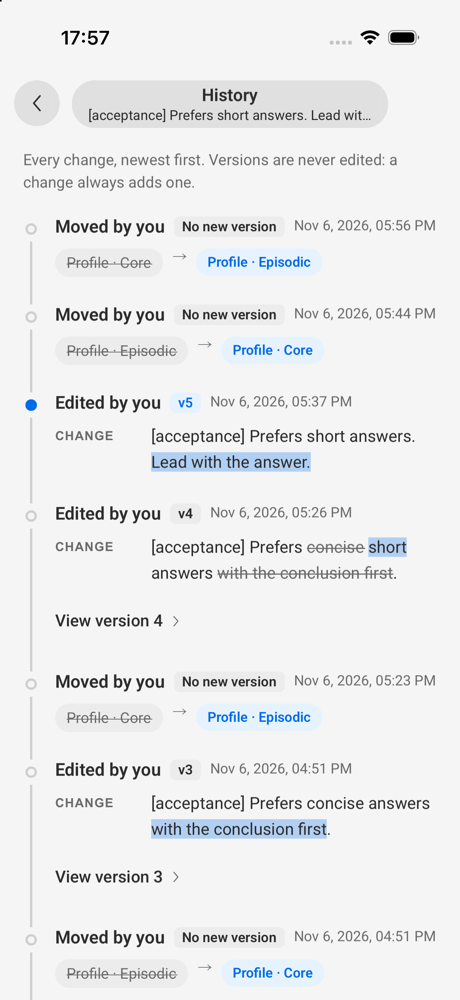 17:57
History
[acceptance] Prefers short answers. Lead wit...
Every change, newest first. Versions are never edited: a
change always adds one.
Moved by you No new version Nov 6, 2026, 05:56 PM
Profile · Core → Profile · Episodic
Moved by you No new version Nov 6, 2026, 05:44 PM
Profile · Episodic → Profile · Core
Edited by you v5 Nov 6, 2026, 05:37 PM
CHANGE [acceptance] Prefers short answers.
Lead with the answer.
Edited by you v4 Nov 6, 2026, 05:26 PM
CHANGE [acceptance] Prefers concise short
answers with the conclusion first.
View version 4
Moved by you No new version Nov 6, 2026, 05:23 PM
Profile · Core → Profile · Episodic
Edited by you v3 Nov 6, 2026, 04:51 PM
CHANGE [acceptance] Prefers concise answers
with the conclusion first.
View version 3
Moved by you No new version Nov 6, 2026, 04:51 PM
Profile · Episodic → Profile · Core